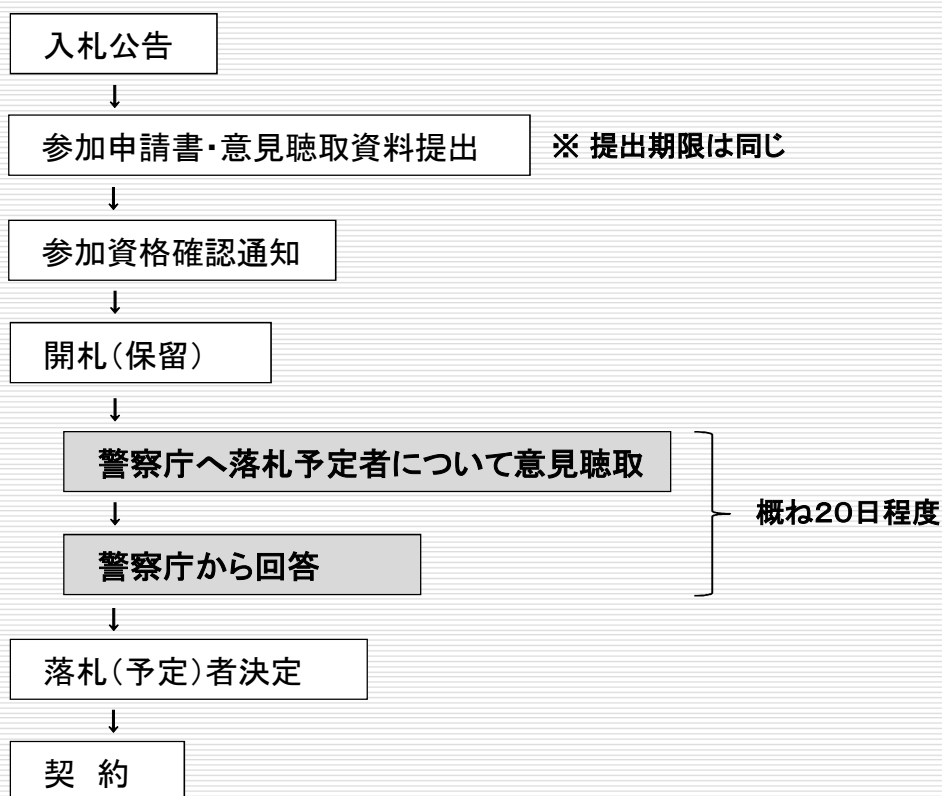 入札公告
↓
参加申請書・意見聴取資料提出 ※ 提出期限は同じ
↓
参加資格確認通知
↓
開札(保留)
↓
警察庁へ落札予定者について意見聴取
↓
概ね20日程度
警察庁から回答
↓
落札(予定)者決定
↓
契 約